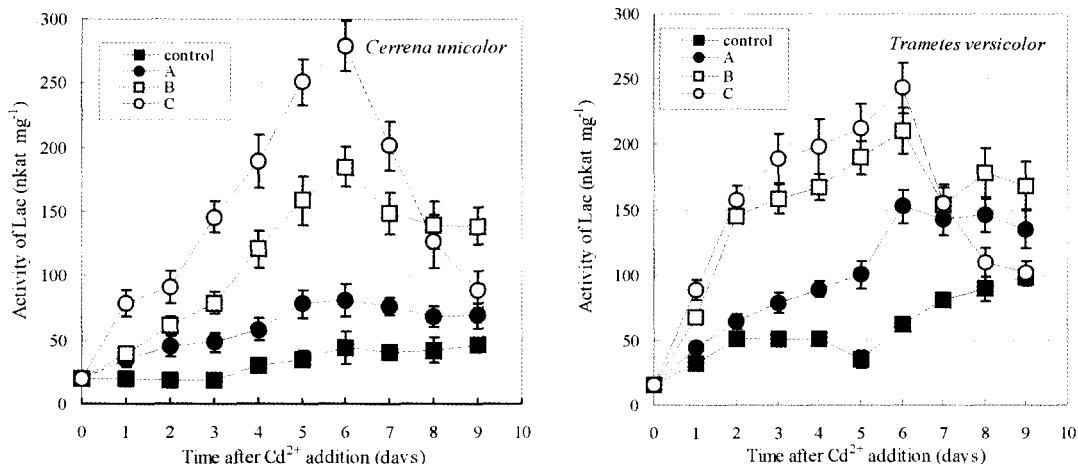 Activity of Lac (nkat mg⁻¹)
300
250
200
150
100
50
0
control
A
B
C
Cerrena unicolor
0 1 2 3 4 5 6 7 8 9 10
Time after Cd²⁺ addition (days)
Activity of Lac (nkat mg⁻¹)
300
250
200
150
100
50
0
control
A
B
C
Trametes versicolor
0 1 2 3 4 5 6 7 8 9 10
Time after Cd²⁺ addition (days)